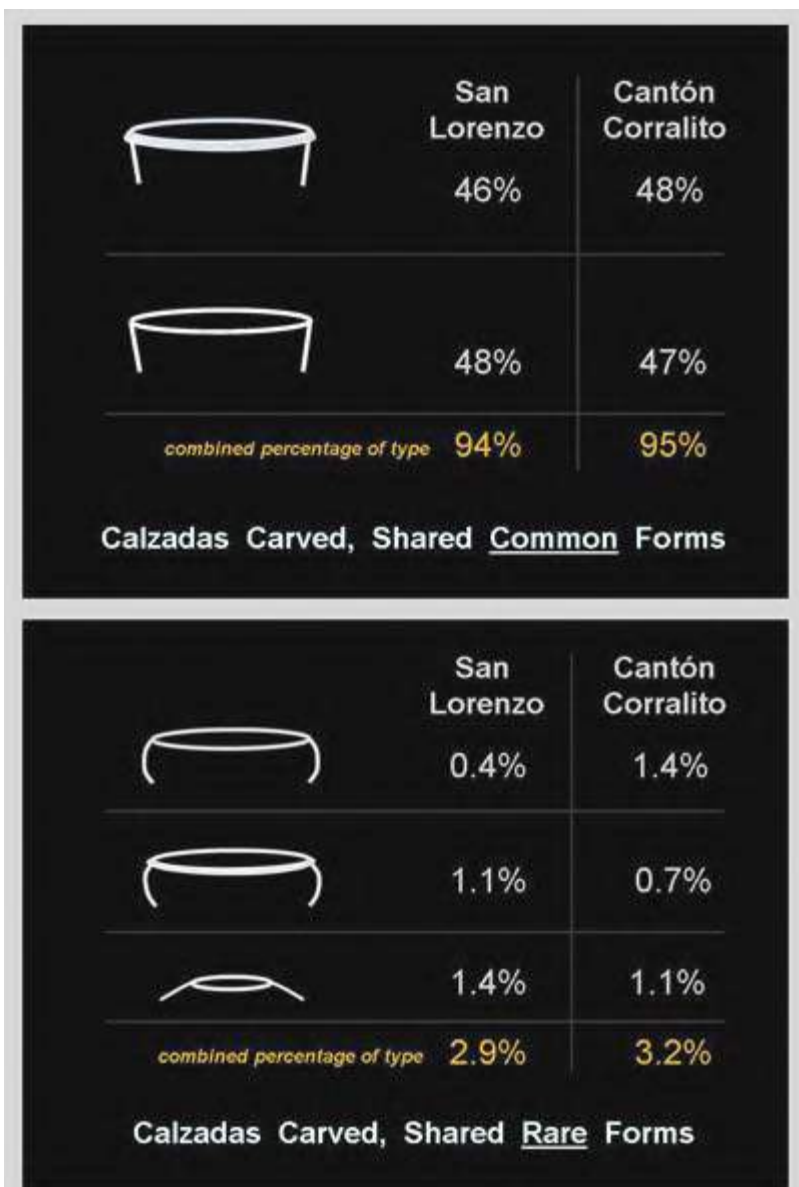 San Lorenzo Cantón Corralito
46% 48%
48% 47%
combined percentage of type 94% 95%
Calzadas Carved, Shared Common Forms
San Lorenzo Cantón Corralito
0.4% 1.4%
1.1% 0.7%
1.4% 1.1%
combined percentage of type 2.9% 3.2%
Calzadas Carved, Shared Rare Forms